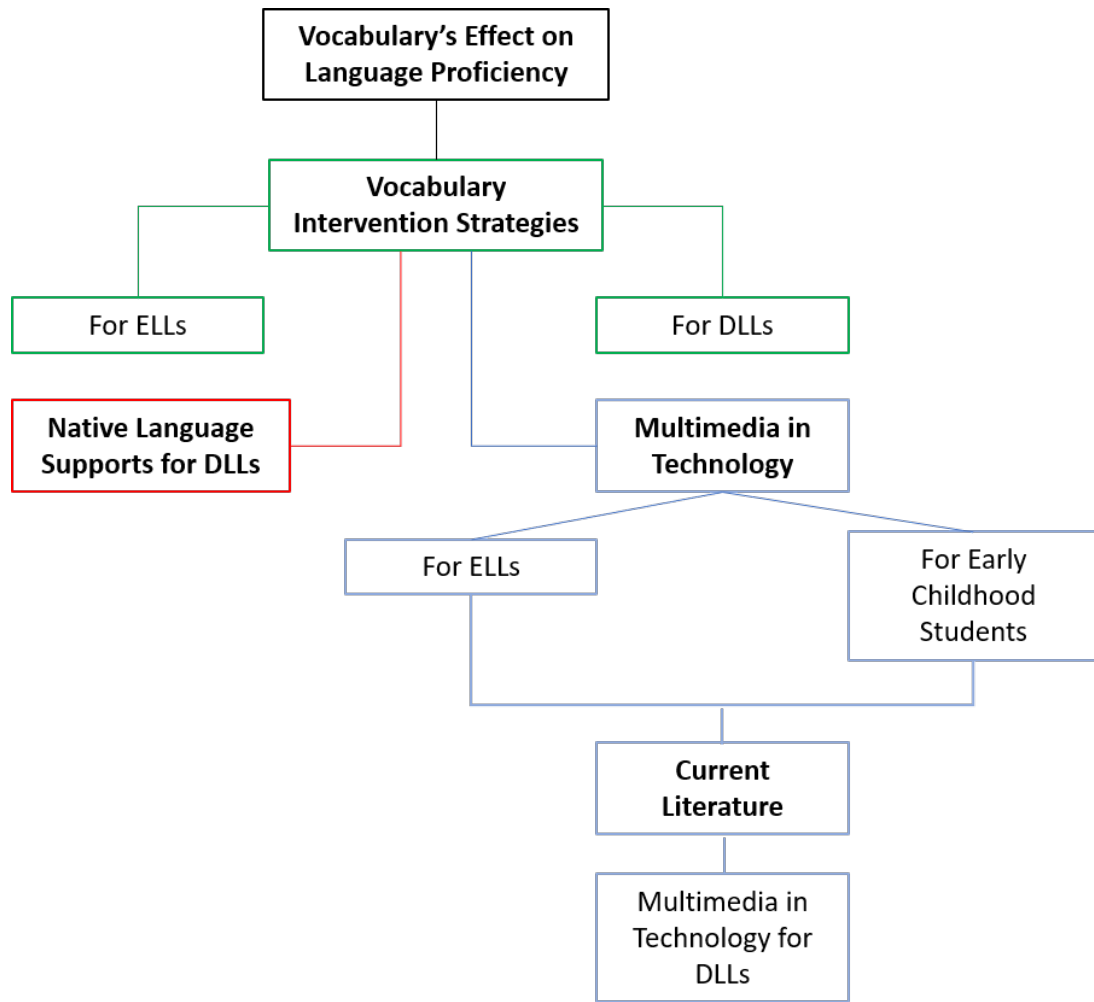 Vocabulary’s Effect on
Language Proficiency
Vocabulary
Intervention Strategies
For ELLs
For DLLs
Native Language
Supports for DLLs
Multimedia in
Technology
For ELLs
For Early
Childhood
Students
Current
Literature
Multimedia in
Technology for
DLLs